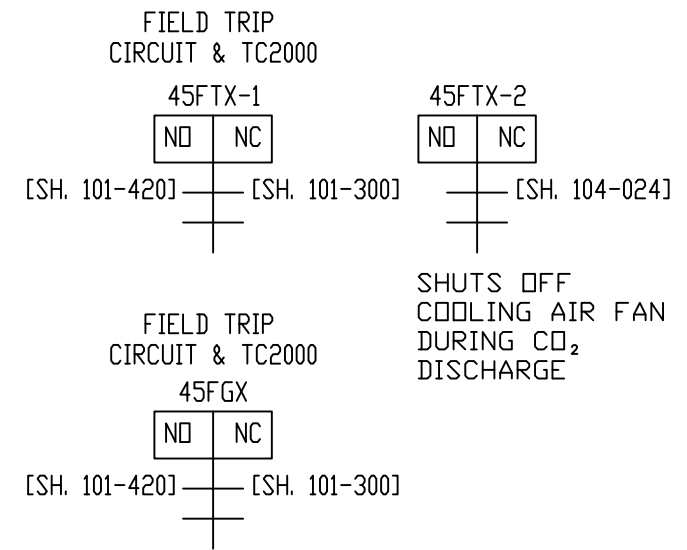 FIELD TRIP
CIRCUIT & TC2000
45FTX-1
NO NC
[SH. 101-420] [SH. 101-300]
45FTX-2
NO NC
[SH. 104-024]
SHUTS OFF
COOLING AIR FAN
DURING CO₂
DISCHARGE
FIELD TRIP
CIRCUIT & TC2000
45FGX
NO NC
[SH. 101-420] [SH. 101-300]